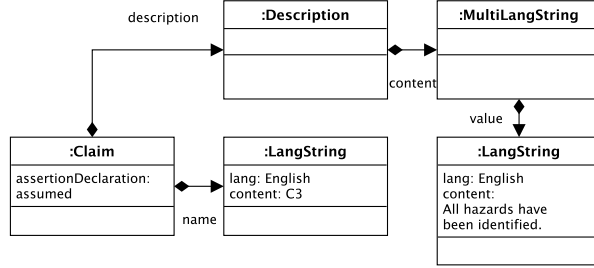 description
:Description
:MultiLangString
content
value
:Claim
assertionDeclaration:
assumed
name
:LangString
lang: English
content: C3
:LangString
lang: English
content:
All hazards have
been identified.